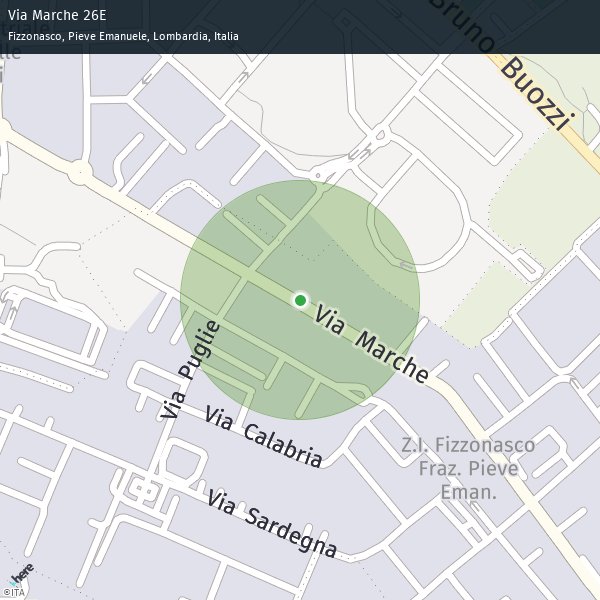 Via Marche 26E
Fizzonasco, Pieve Emanuele, Lombardia, Italia
Bruno Buozzi
Via Marche
Via Puglie
Via Calabria
Z.I. Fizzonasco
Fraz. Pieve
Eman.
Via Sardegna
here
©ITA